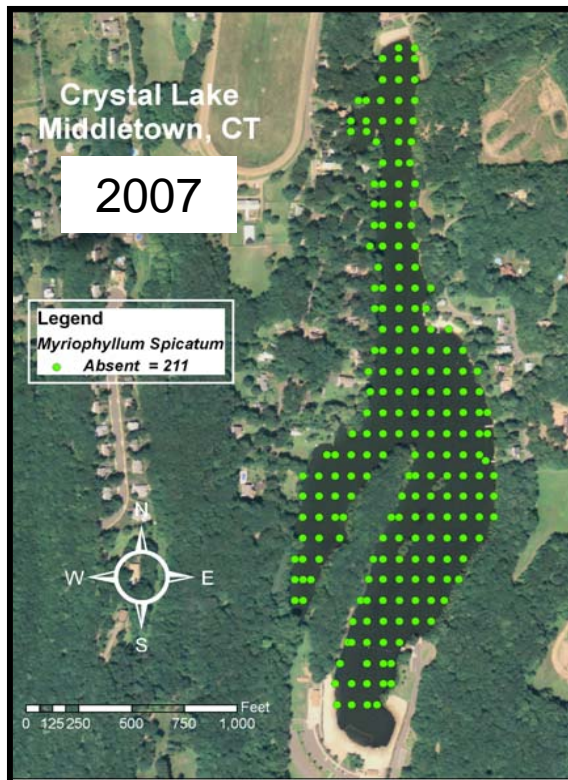 Crystal Lake
Middletown, CT
2007
Legend
Myriophyllum Spicatum
Absent = 211
N
W E
S
Feet
0 125 250 500 750 1,000